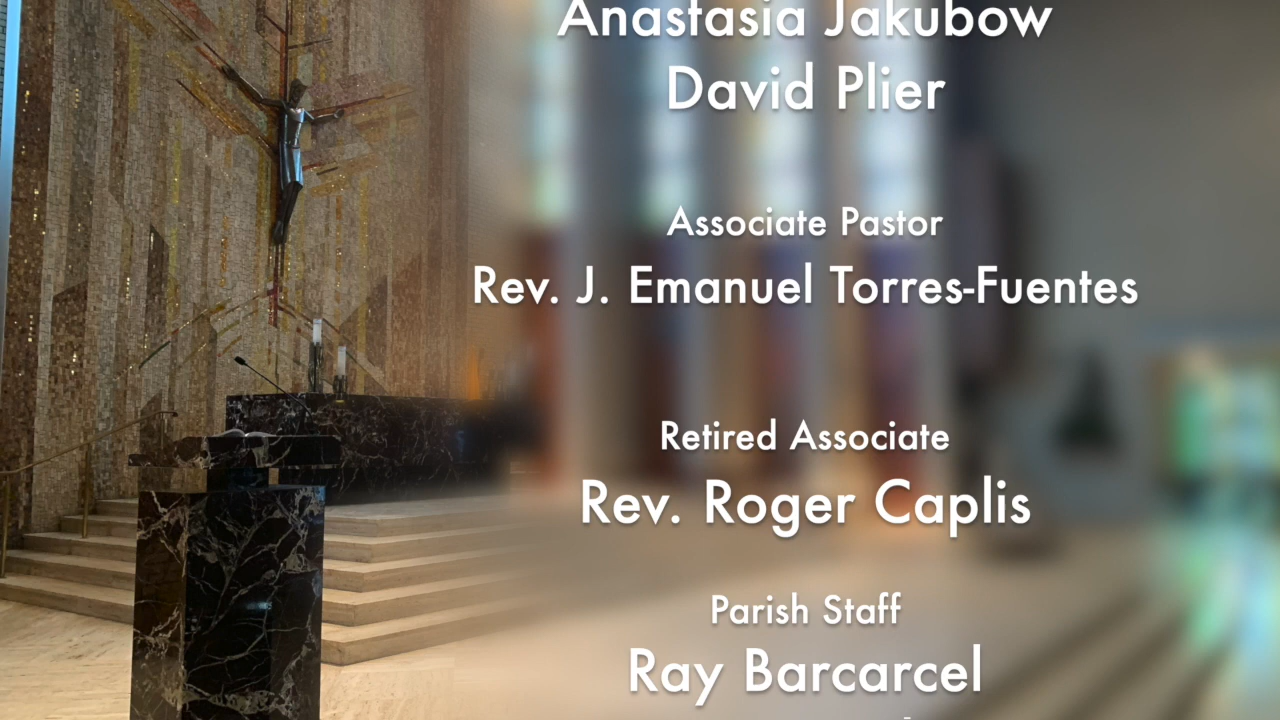 Anastasia Jakubow
David Plier
Associate Pastor
Rev. J. Emanuel Torres-Fuentes
Retired Associate
Rev. Roger Caplis
Parish Staff
Ray Barcarcel